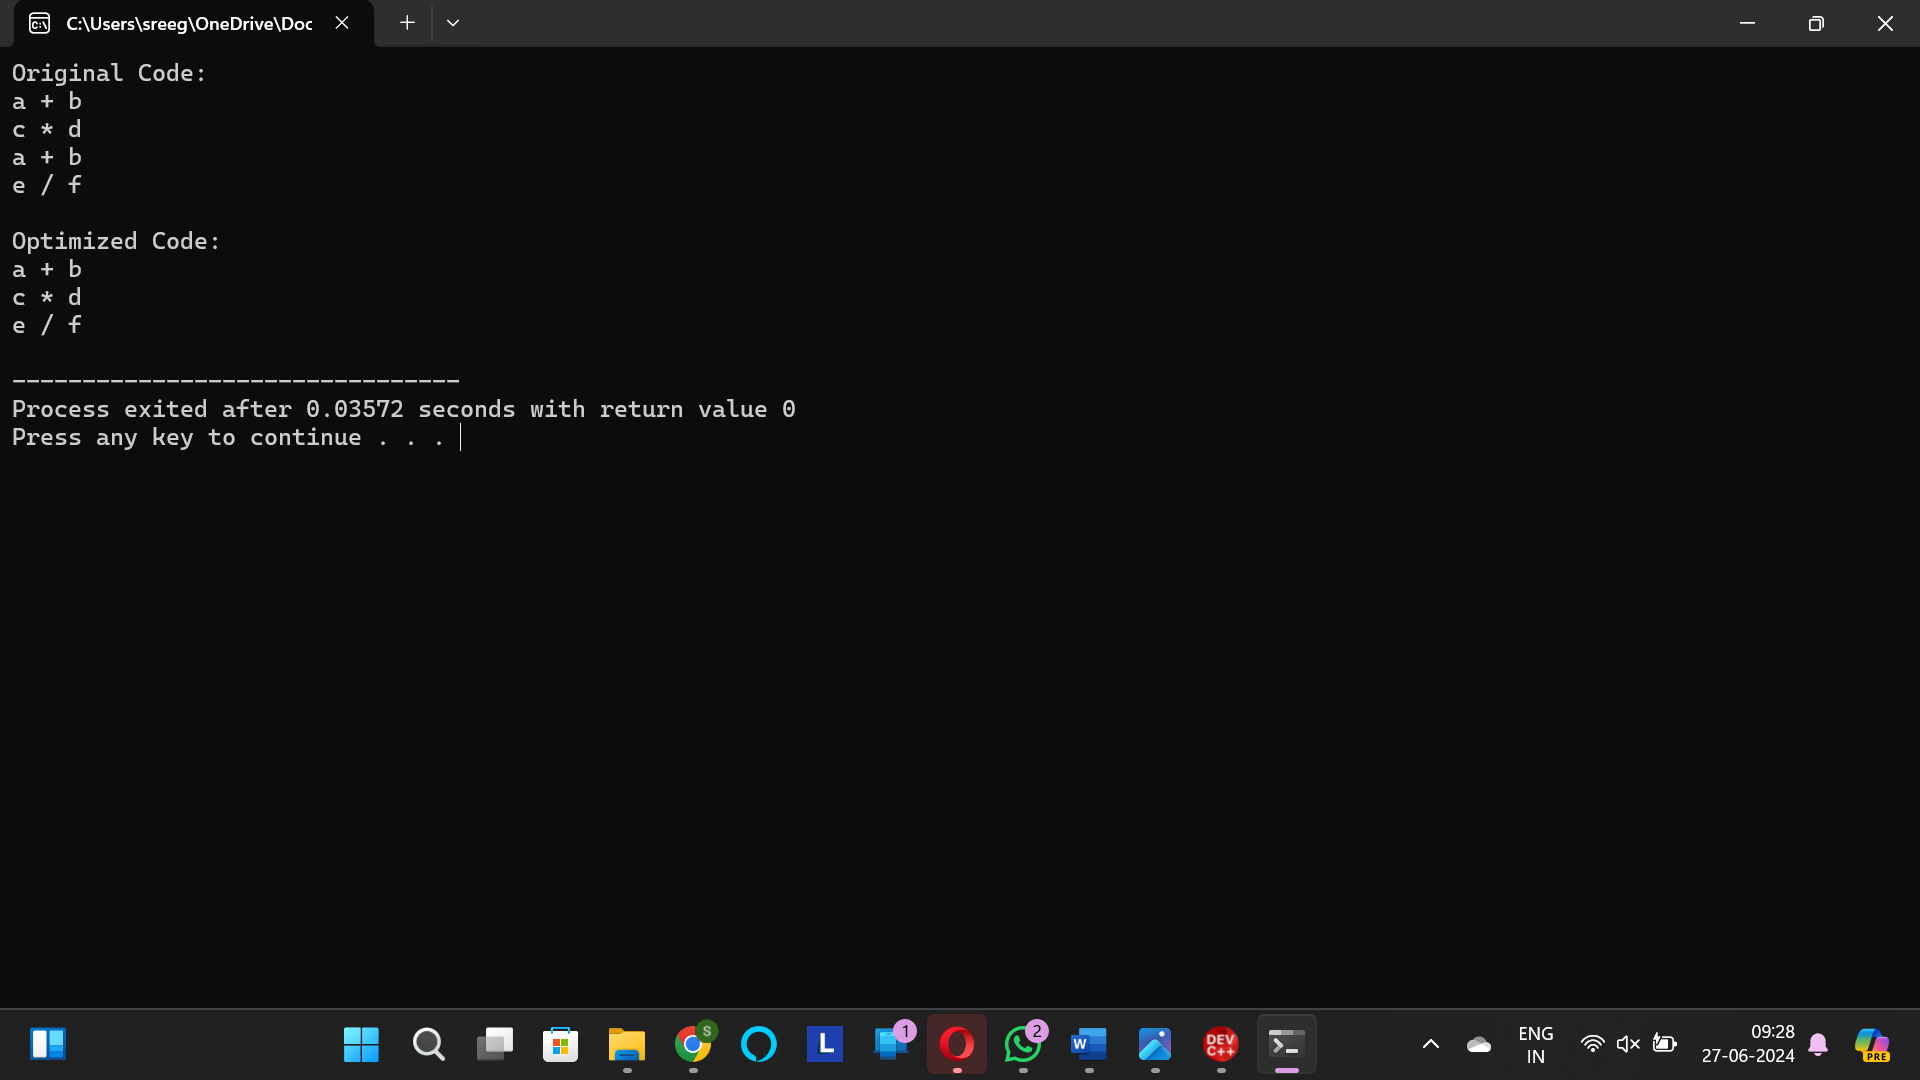 C:\Users\sreeg\OneDrive\Doc
Original Code:
a + b
c * d
a + b
e / f
Optimized Code:
a + b
c * d
e / f
--------------------------------
Process exited after 0.03572 seconds with return value 0
Press any key to continue . . .
S
L
1
2
W
DEV
C++
ENG
IN
09:28
27-06-2024
PRE